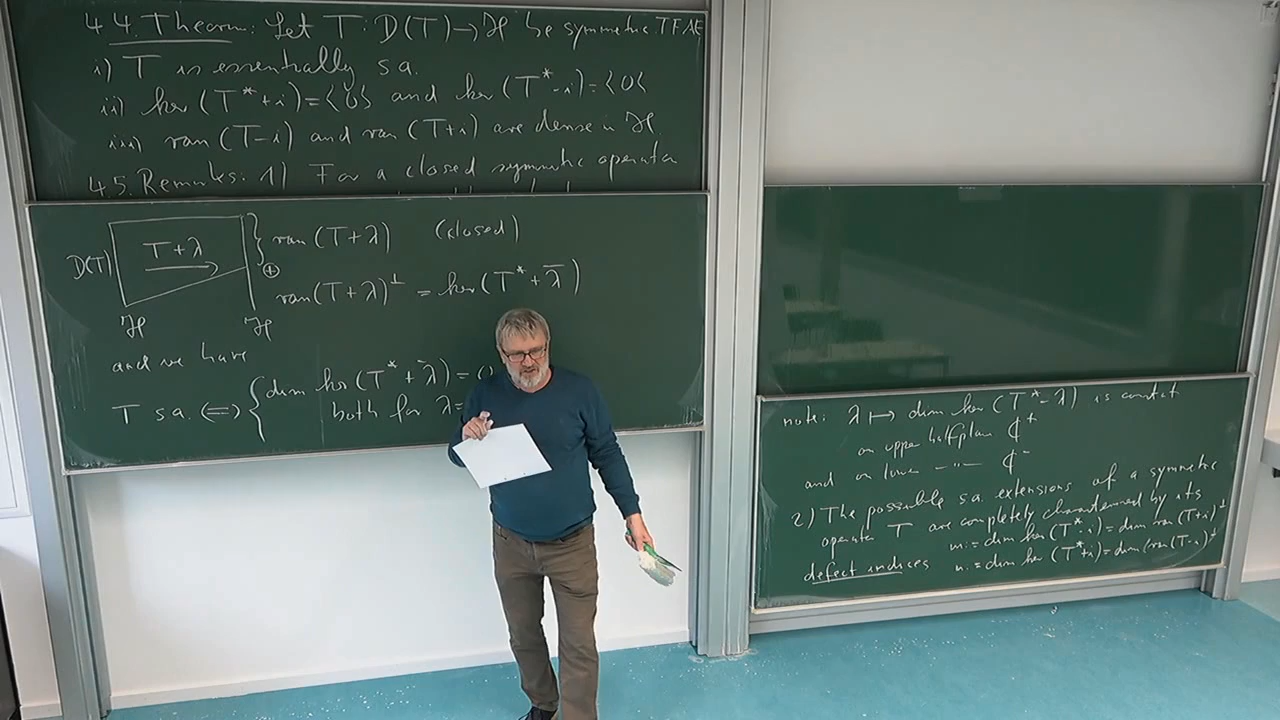 4.4. Theorem: Let T: D(T) → ℋ be symmetric. TFAE
i) T is essentially s.a.
ii) ker(T*+i)={0} and ker(T*-i)={0}
iii) ran(T-i) and ran(T+i) are dense in ℋ
4.5. Remarks: 1) For a closed symmetric operator
D(T) T+λ } ran(T+λ) (closed)
⊕
ran(T+λ)^⊥ = ker(T*+λ̄)
ℋ ℋ
and we have
T s.a. ⇔ { dim ker(T*+λ̄) =
both for λ=
note: λ ↦ dim ker(T*-λ) is constant
on upper halfplane ℂ⁺
and on lower -"- ℂ⁻
2) The possible s.a. extensions of a symmetric
operator T are completely characterized by its
defect indices m:=dim ker(T*-i)=dim ran(T+i)^⊥
n:=dim ker(T*+i)=dim (ran(T-i))^⊥